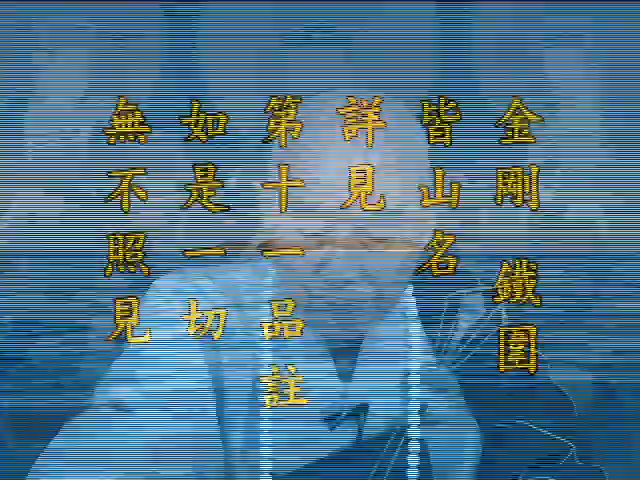 金剛 鐵圍
皆山名
詳見
第十一品註
如是一切
無不照見